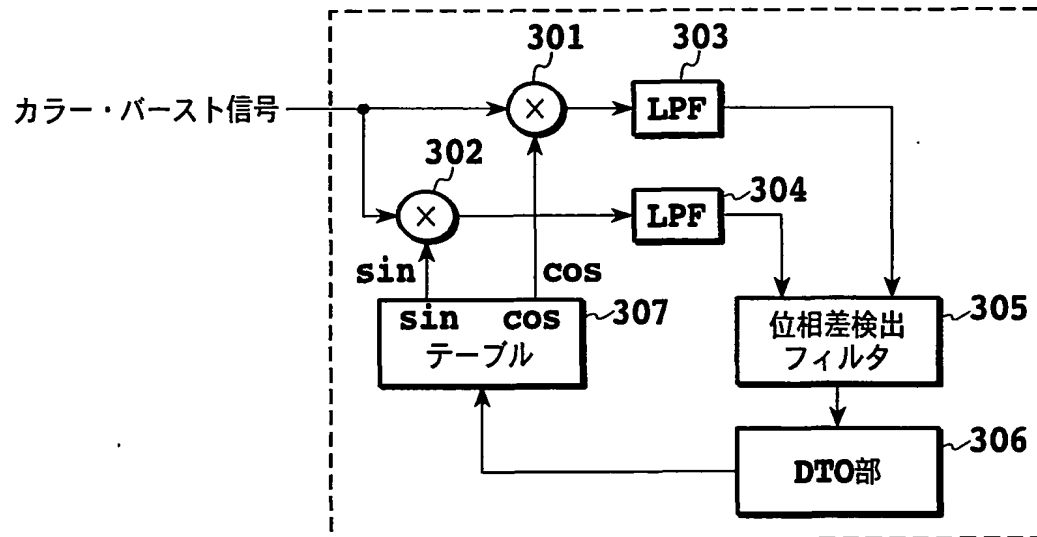 301
303
カラー・バースト信号
×
LPF
302
304
×
LPF
sin
cos
sin cos
307
テーブル
位相差検出
フィルタ
305
306
DTO部